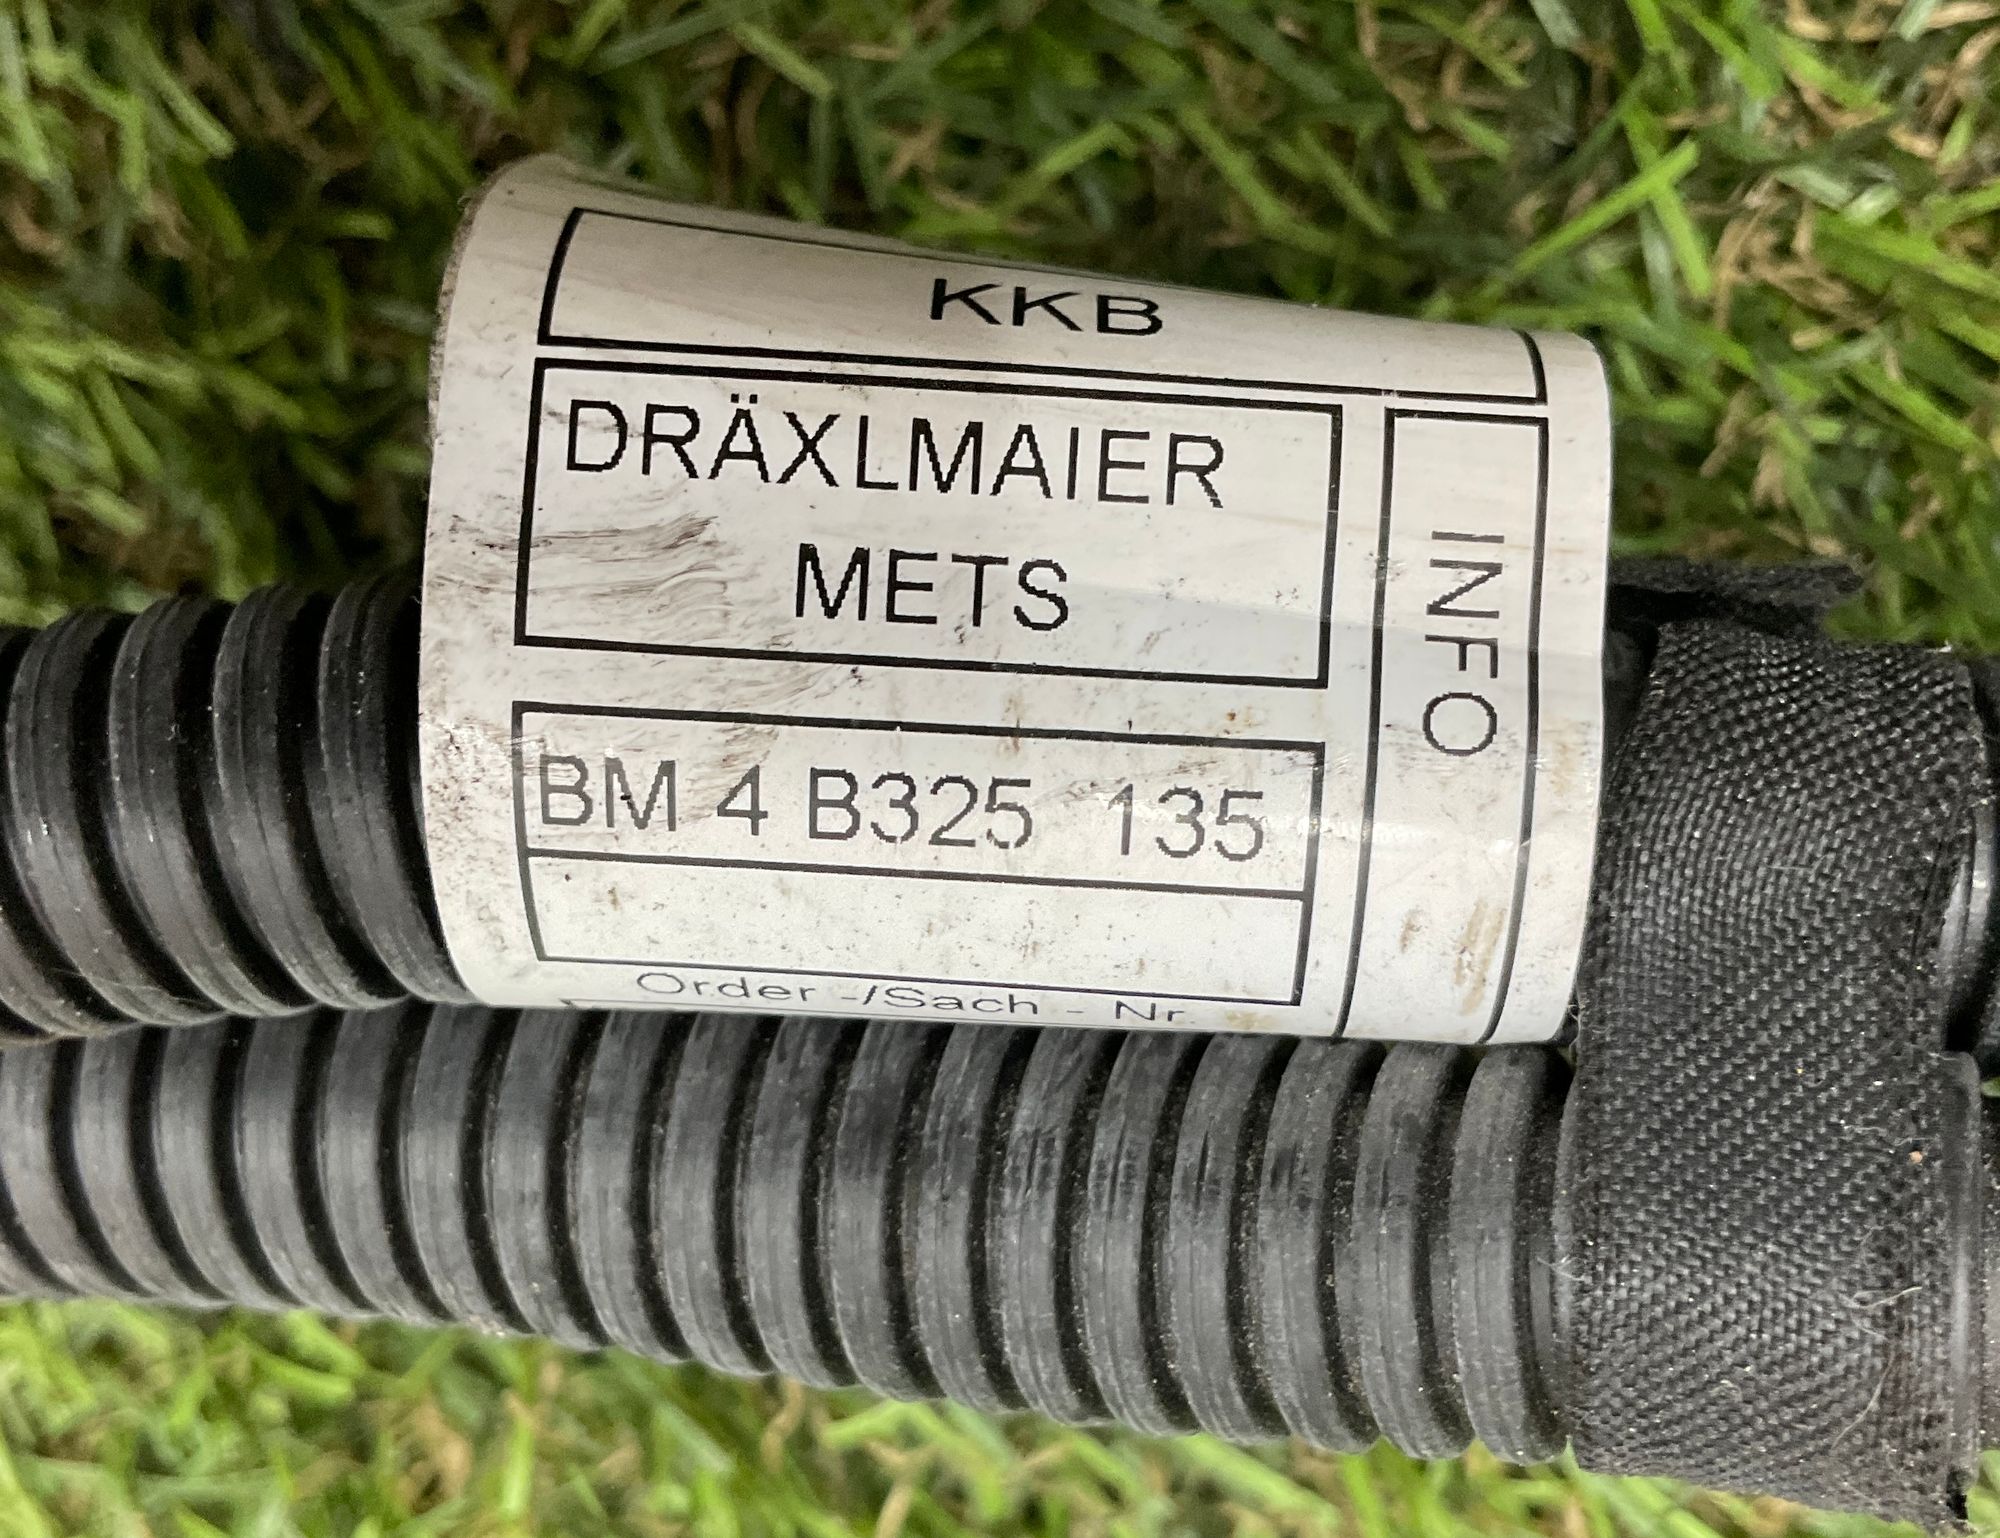 KKB
DRÄXLMAIER
METS
INFO
BM 4 B325 135
Order -/Sach - Nr